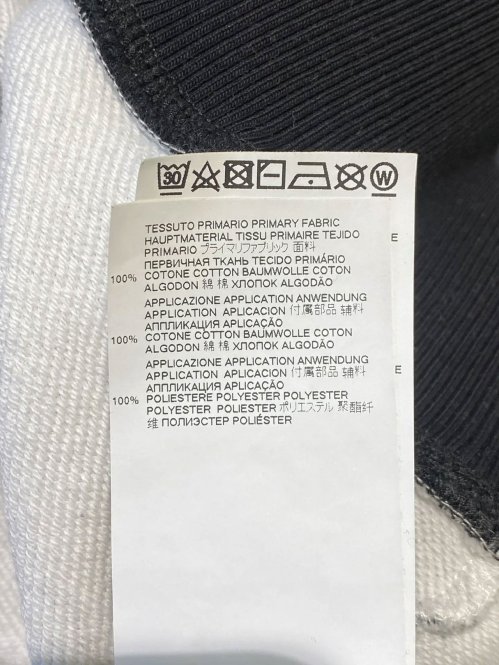 30 W
TESSUTO PRIMARIO PRIMARY FABRIC
HAUPTMATERIAL TISSU PRIMAIRE TEJIDO
PRIMARIO プライマリファブリック 面料
ПЕРВИЧНАЯ ТКАНЬ TECIDO PRIMÁRIO
100% COTONE COTTON BAUMWOLLE COTON
ALGODON 綿 棉 ХЛОПОК ALGODÃO
APPLICAZIONE APPLICATION ANWENDUNG
APPLICATION APLICACION 付属部品 辅料
АППЛИКАЦИЯ APLICAÇÃO
100% COTONE COTTON BAUMWOLLE COTON
ALGODON 綿 棉 ХЛОПОК ALGODÃO
APPLICAZIONE APPLICATION ANWENDUNG
APPLICATION APLICACION 付属部品 辅料
АППЛИКАЦИЯ APLICAÇÃO
100% POLIESTERE POLYESTER POLYESTER
POLYESTER POLIESTER ポリエステル 聚酯纤
维 ПОЛИЭСТЕР POLIÉSTER
E
E